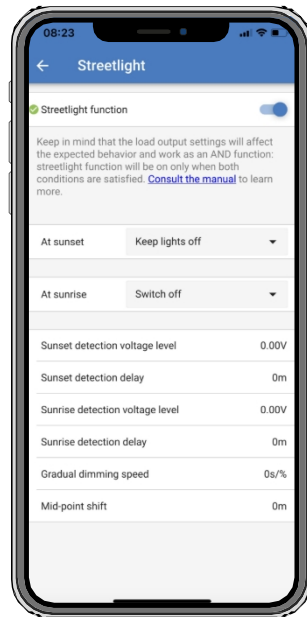 08:23
Streetlight
Streetlight function
Keep in mind that the load output settings will affect
the expected behavior and work as an AND function:
streetlight function will be on only when both
conditions are satisfied. Consult the manual to learn
more.
At sunset Keep lights off
At sunrise Switch off
Sunset detection voltage level 0.00V
Sunset detection delay 0m
Sunrise detection voltage level 0.00V
Sunrise detection delay 0m
Gradual dimming speed 0s/%
Mid-point shift 0m